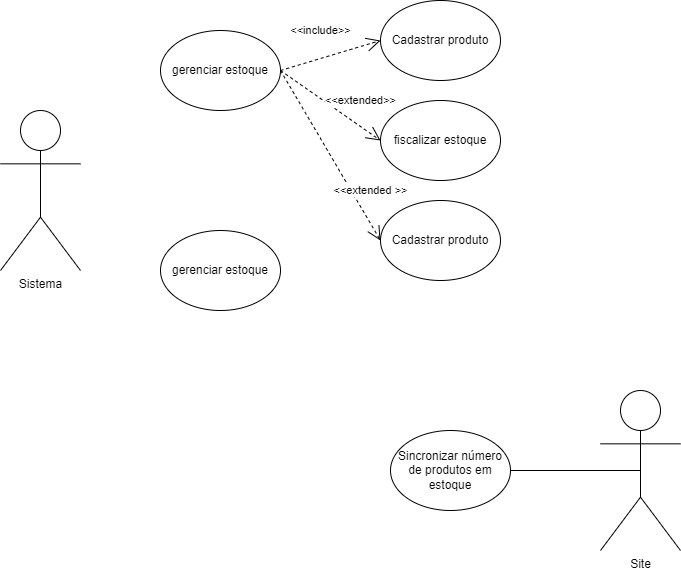 <<include>>
Cadastrar produto
gerenciar estoque
<<extended>>
fiscalizar estoque
<<extended >>
Cadastrar produto
gerenciar estoque
Sistema
Sincronizar número
de produtos em
estoque
Site